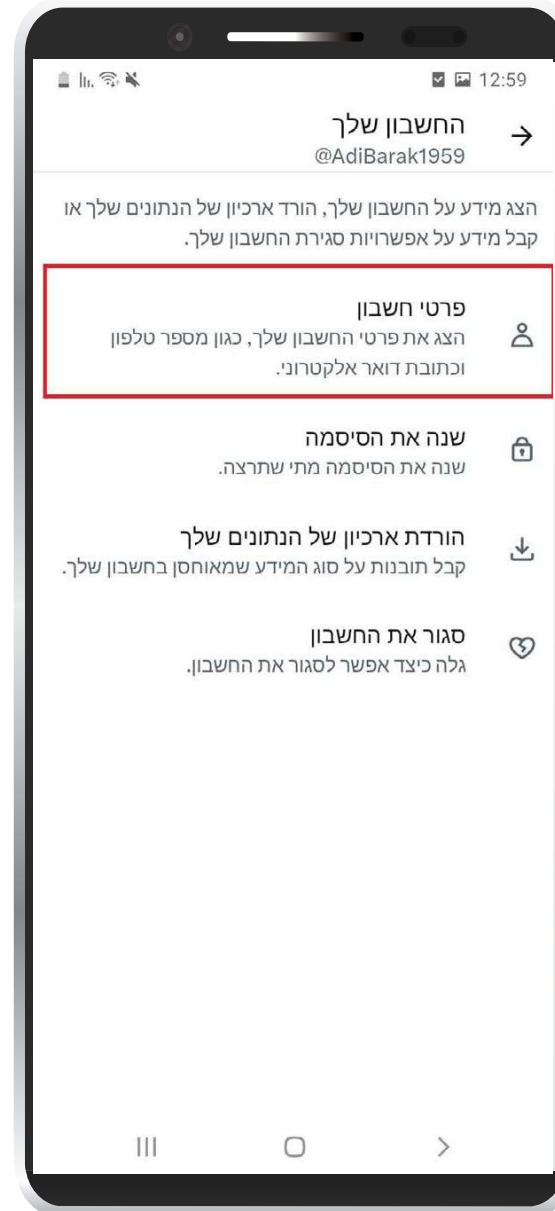 12:59
החשבון שלך
@AdiBarak1959
הצג מידע על החשבון שלך, הורד ארכיון של הנתונים שלך או
קבל מידע על אפשרויות סגירת החשבון שלך.
פרטי חשבון
הצג את פרטי החשבון שלך, כגון מספר טלפון
וכתובת דואר אלקטרוני.
שנה את הסיסמה
שנה את הסיסמה מתי שתרצה.
הורדת ארכיון של הנתונים שלך
קבל תובנות על סוג המידע שמאוחסן בחשבון שלך.
סגור את החשבון
גלה כיצד אפשר לסגור את החשבון.